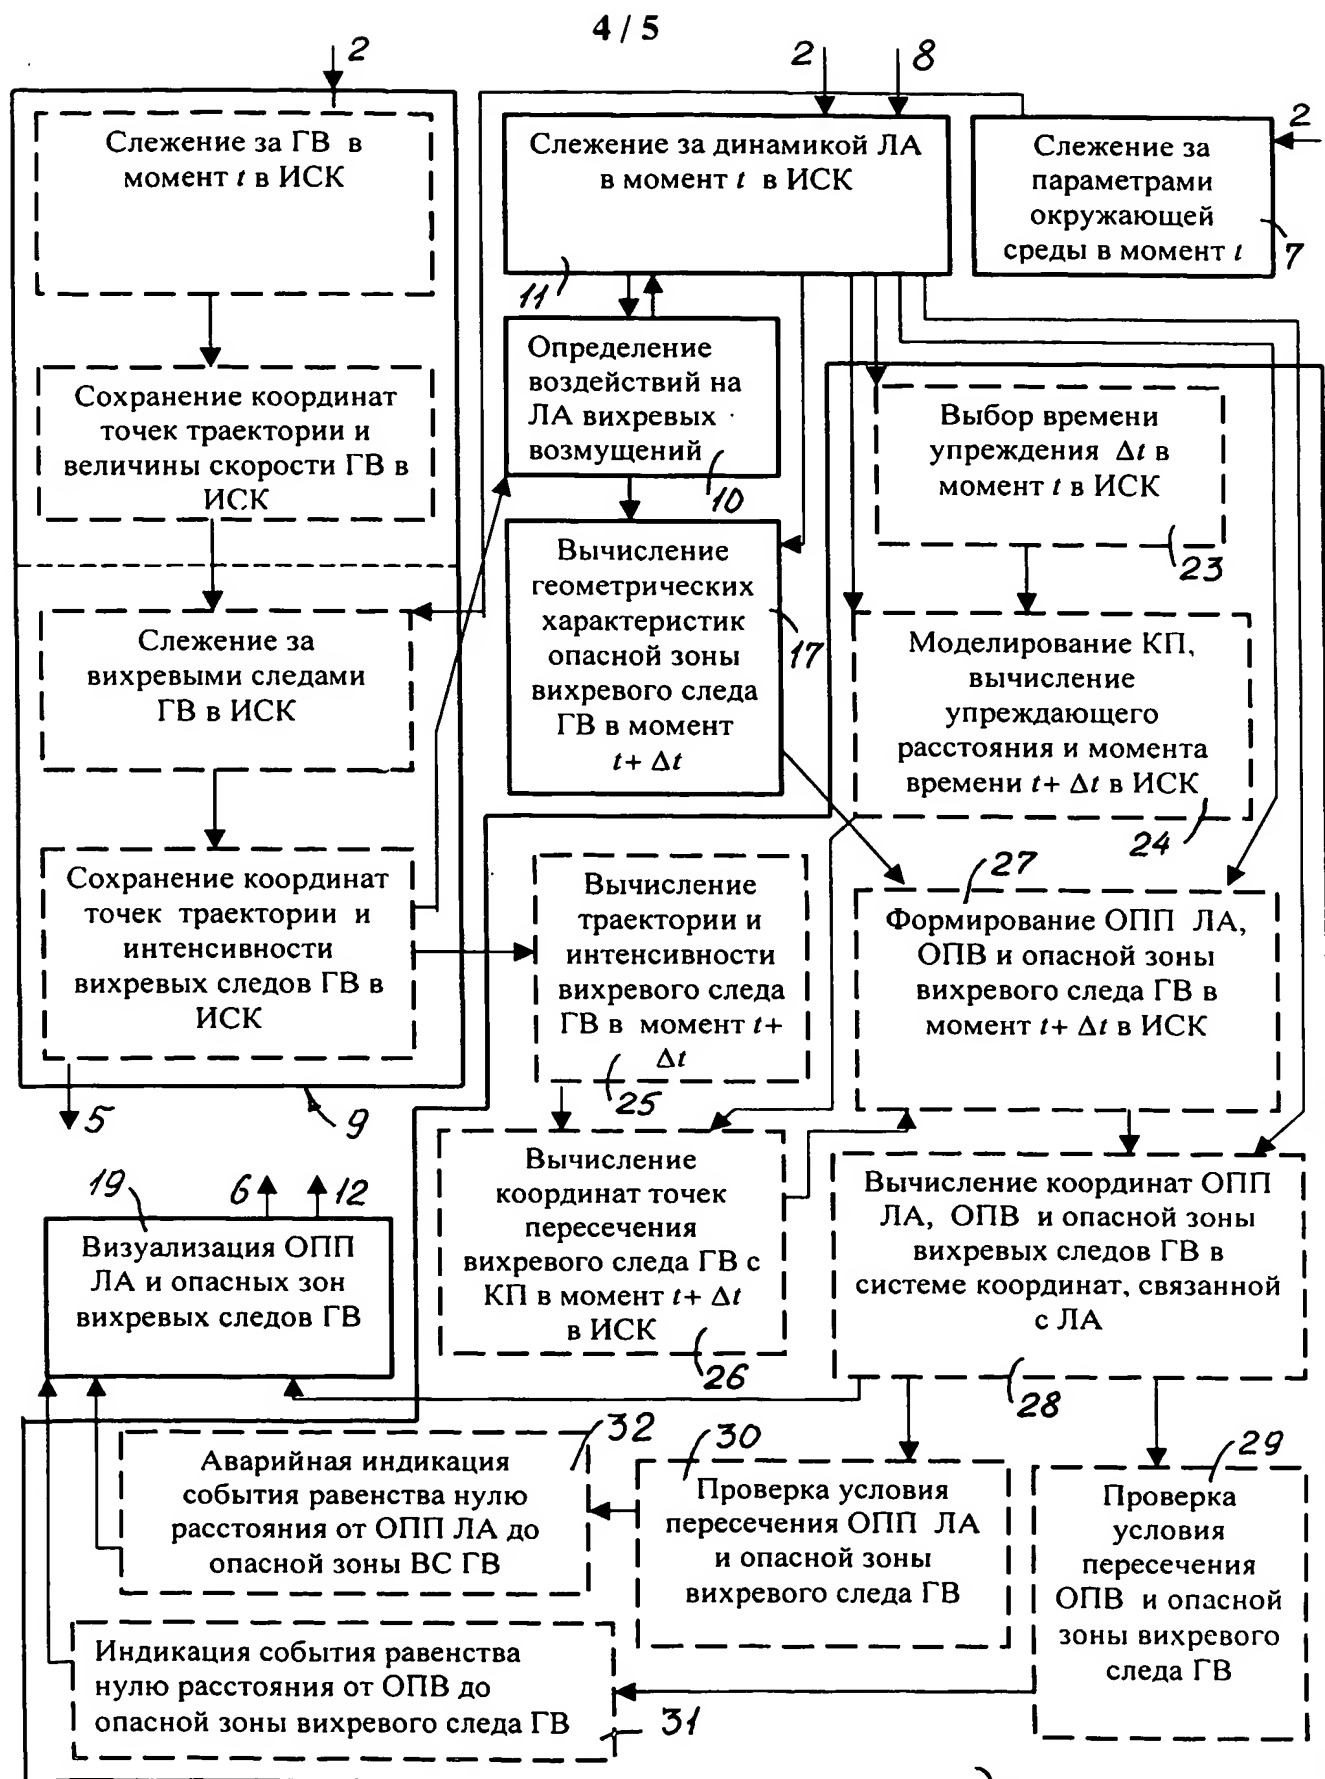 4 / 5
2
2
8
2
Слежение за ГВ в
момент t в ИСК
Слежение за динамикой ЛА
в момент t в ИСК
11
Слежение за
параметрами
окружающей
среды в момент t
7
Сохранение координат
точек траектории и
величины скорости ГВ в
ИСК
Определение
воздействий на
ЛА вихревых
возмущений
10
Выбор времени
упреждения Δt в
момент t в ИСК
23
Слежение за
вихревыми следами
ГВ в ИСК
Вычисление
геометрических
характеристик
опасной зоны
вихревого следа
ГВ в момент
t+ Δt
17
Моделирование КП,
вычисление
упреждающего
расстояния и момента
времени t+ Δt в ИСК
24
Сохранение координат
точек траектории и
интенсивности
вихревых следов ГВ в
ИСК
5
9
Вычисление
траектории и
интенсивности
вихревого следа
ГВ в момент t+
Δt
25
27
Формирование ОПП ЛА,
ОПВ и опасной зоны
вихревого следа ГВ в
момент t+ Δt в ИСК
19
6
12
Визуализация ОПП
ЛА и опасных зон
вихревых следов ГВ
Вычисление
координат точек
пересечения
вихревого следа ГВ с
КП в момент t+ Δt
в ИСК
26
Вычисление координат ОПП
ЛА, ОПВ и опасной зоны
вихревых следов ГВ в
системе координат, связанной
с ЛА
28
32
Аварийная индикация
события равенства нулю
расстояния от ОПП ЛА до
опасной зоны ВС ГВ
30
Проверка условия
пересечения ОПП ЛА
и опасной зоны
вихревого следа ГВ
29
Проверка
условия
пересечения
ОПВ и опасной
зоны вихревого
следа ГВ
Индикация события равенства
нулю расстояния от ОПВ до
опасной зоны вихревого следа ГВ
31